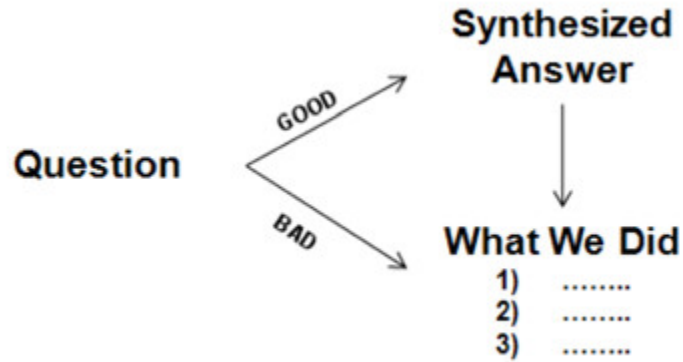 Synthesized
Answer
GOOD
Question
BAD
What We Did
1) ........
2) ........
3) ........